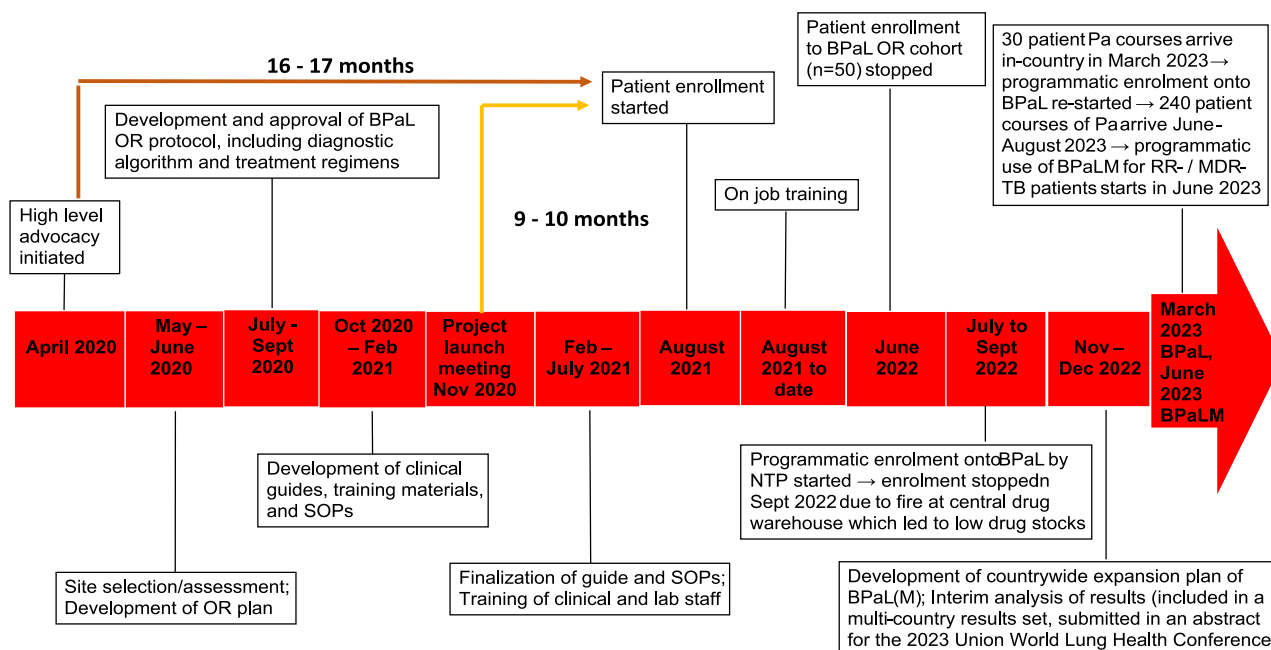 16 - 17 months
Development and approval of BPaL
OR protocol, including diagnostic
algorithm and treatment regimens
High level
advocacy
initiated
9 - 10 months
Patient enrollment
started
On job training
Patient enrollment
to BPaL OR cohort
(n=50) stopped
30 patient Pa courses arrive
in-country in March 2023→
programmatic enrolment onto
BPaL re-started → 240 patient
courses of Pa arrive June-
August 2023 → programmatic
use of BPaLM for RR- / MDR-
TB patients starts in June 2023
April 2020
May –
June
2020
July -
Sept
2020
Oct 2020
– Feb
2021
Project
launch
meeting
Nov 2020
Feb –
July 2021
August
2021
August
2021 to
date
June
2022
July to
Sept
2022
Nov –
Dec 2022
March
2023
BPaL,
June
2023
BPaLM
Site selection/assessment;
Development of OR plan
Development of clinical
guides, training materials,
and SOPs
Finalization of guide and SOPs;
Training of clinical and lab staff
Programmatic enrolment onto BPaL by
NTP started → enrolment stoppedn
Sept 2022 due to fire at central drug
warehouse which led to low drug stocks
Development of countrywide expansion plan of
BPaL(M); Interim analysis of results (included in a
multi-country results set, submitted in an abstract
for the 2023 Union World Lung Health Conference